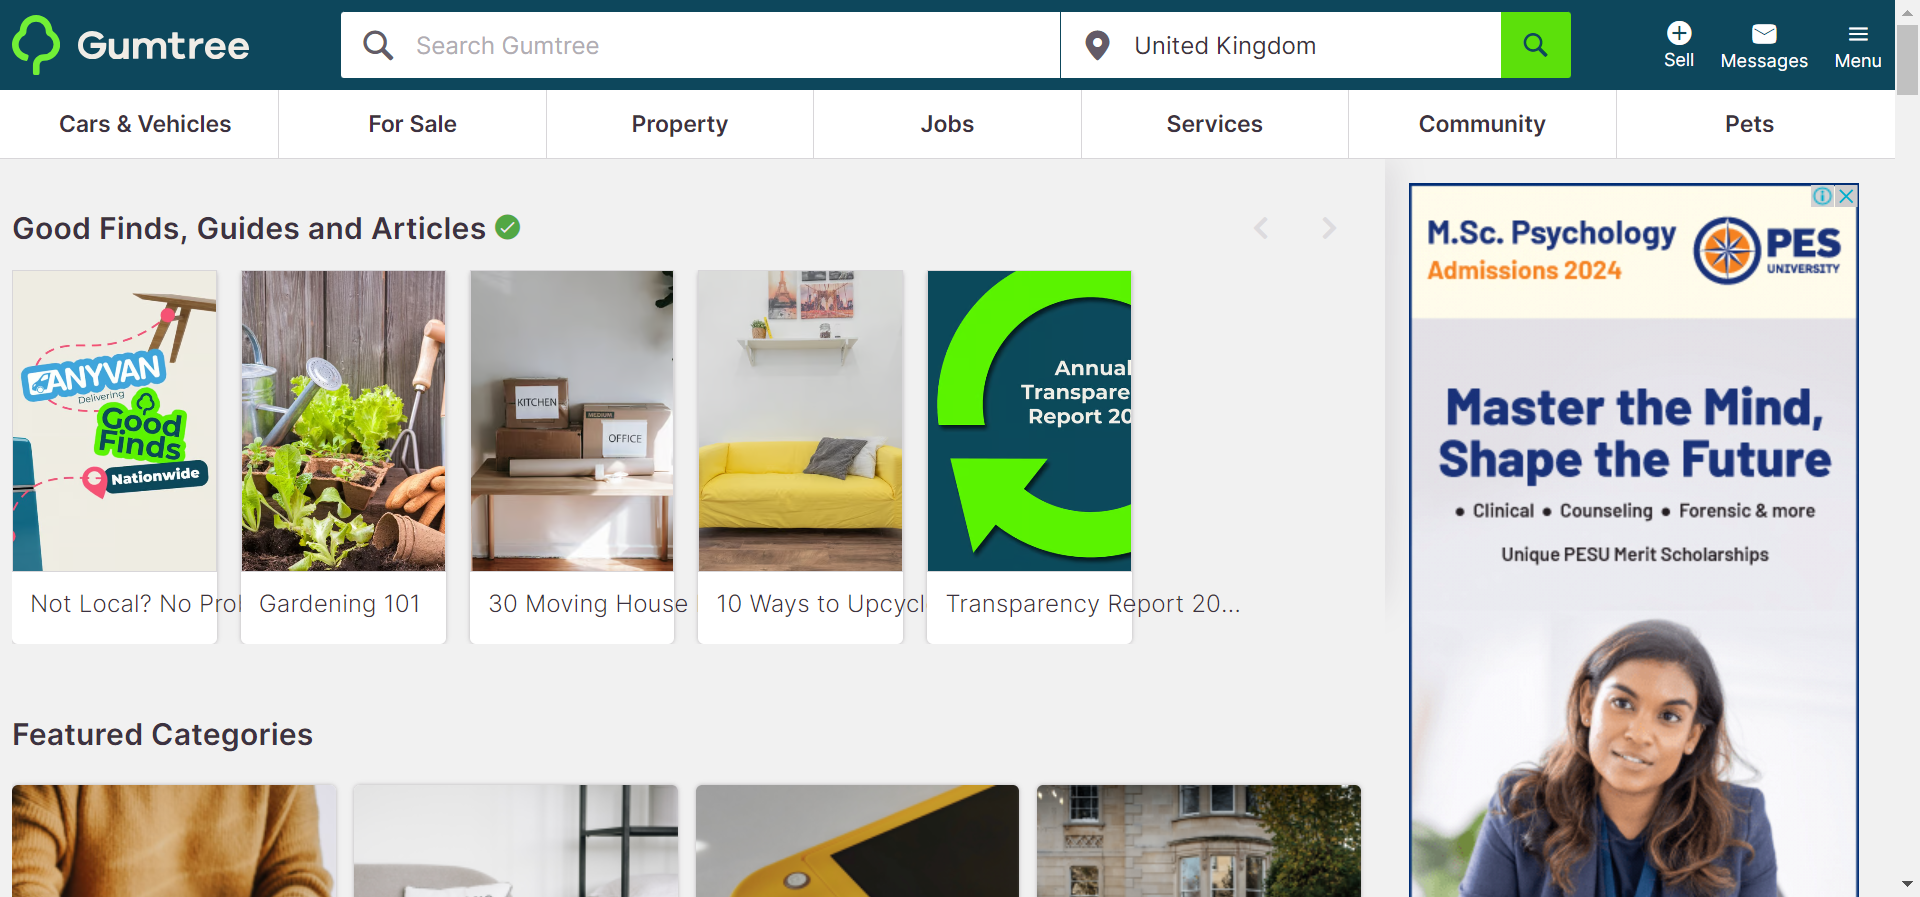 Gumtree
Search Gumtree
United Kingdom
Sell
Messages
Menu
Cars & Vehicles
For Sale
Property
Jobs
Services
Community
Pets
Good Finds, Guides and Articles
ANYVAN
Delivering
Good
Finds
Nationwide
KITCHEN
MEDIUM
OFFICE
Annual
Transpare
Report 20
Not Local? No Pro
Gardening 101
30 Moving House
10 Ways to Upcycl
Transparency Report 20...
Featured Categories
M.Sc. Psychology
Admissions 2024
PES
UNIVERSITY
Master the Mind,
Shape the Future
• Clinical • Counseling • Forensic & more
Unique PESU Merit Scholarships